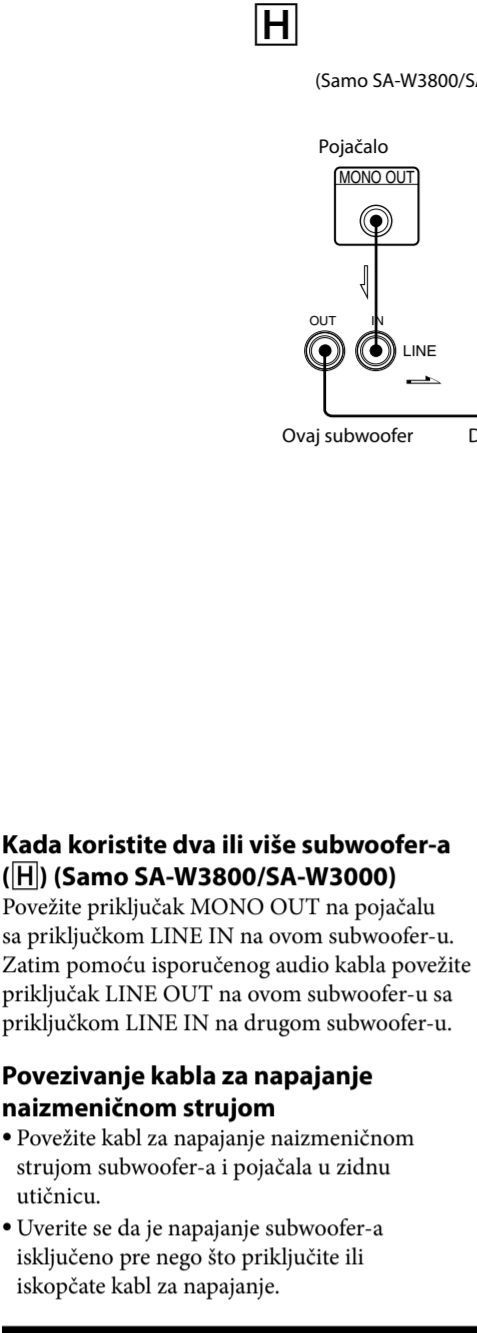 H
(Samo SA-W3800/SA
Pojačalo
MONO OUT
OUT IN
LINE
Ovaj subwoofer D
Kada koristite dva ili više subwoofer-a
(H) (Samo SA-W3800/SA-W3000)
Povežite priključak MONO OUT na pojačalu
sa priključkom LINE IN na ovom subwoofer-u.
Zatim pomoću isporučenog audio kabla povežite
priključak LINE OUT na ovom subwoofer-u sa
priključkom LINE IN na drugom subwoofer-u.
Povezivanje kabla za napajanje
naizmeničnom strujom
• Povežite kabl za napajanje naizmeničnom
strujom subwoofer-a i pojačala u zidnu
utičnicu.
• Uverite se da je napajanje subwoofer-a
isključeno pre nego što priključite ili
iskopčate kabl za napajanje.